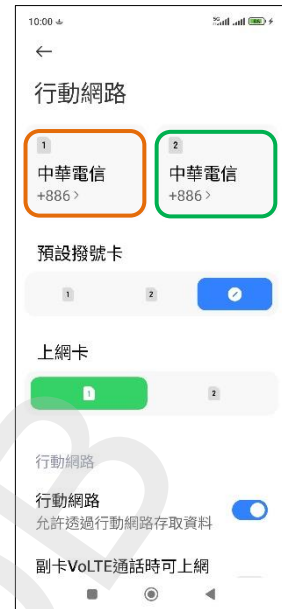 10:00
5G
行動網路
1
中華電信
+886 >
2
中華電信
+886 >
預設撥號卡
1
2
上網卡
1
2
行動網路
行動網路
允許透過行動網路存取資料
副卡VoLTE通話時可上網